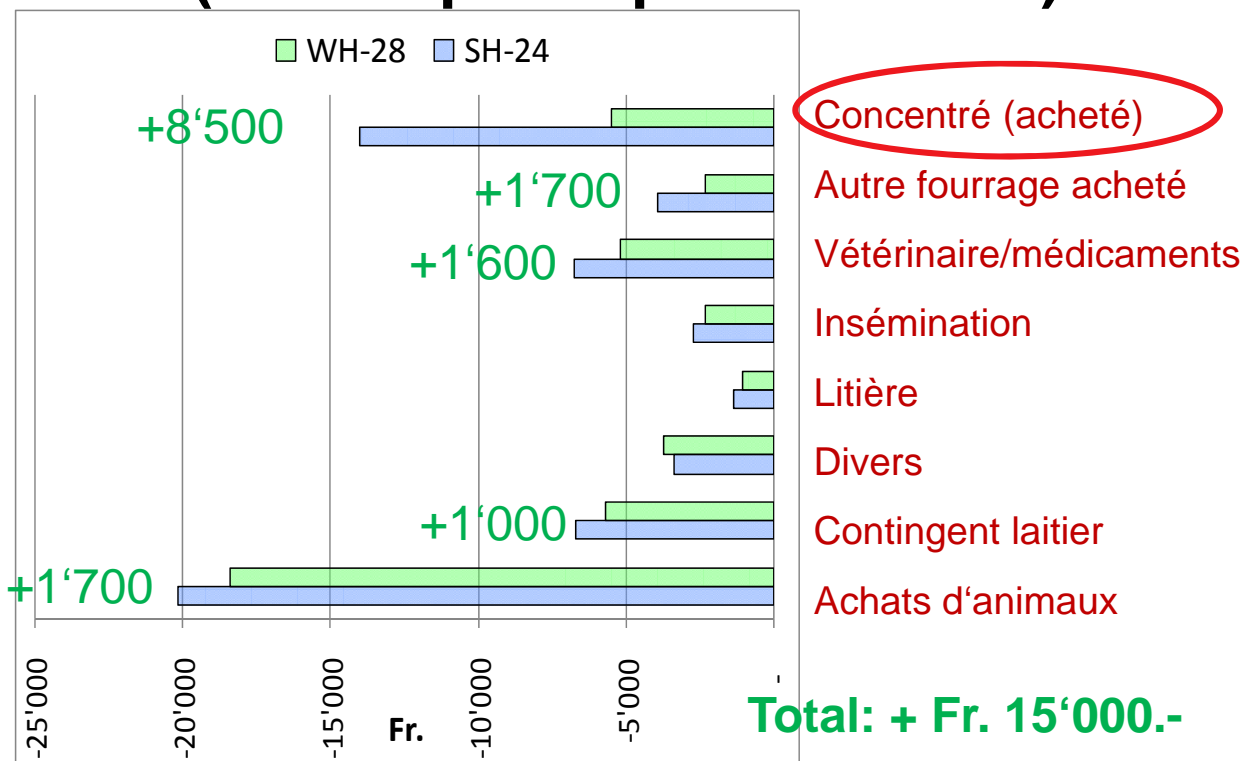 WH-28 SH-24
+8‘500 Concentré (acheté)
+1‘700 Autre fourrage acheté
+1‘600 Vétérinaire/médicaments
Insémination
Litière
Divers
+1‘000 Contingent laitier
+1‘700 Achats d‘animaux
-25'000 -20'000 -15'000 -10'000 -5'000 -
Fr.
Total: + Fr. 15‘000.-